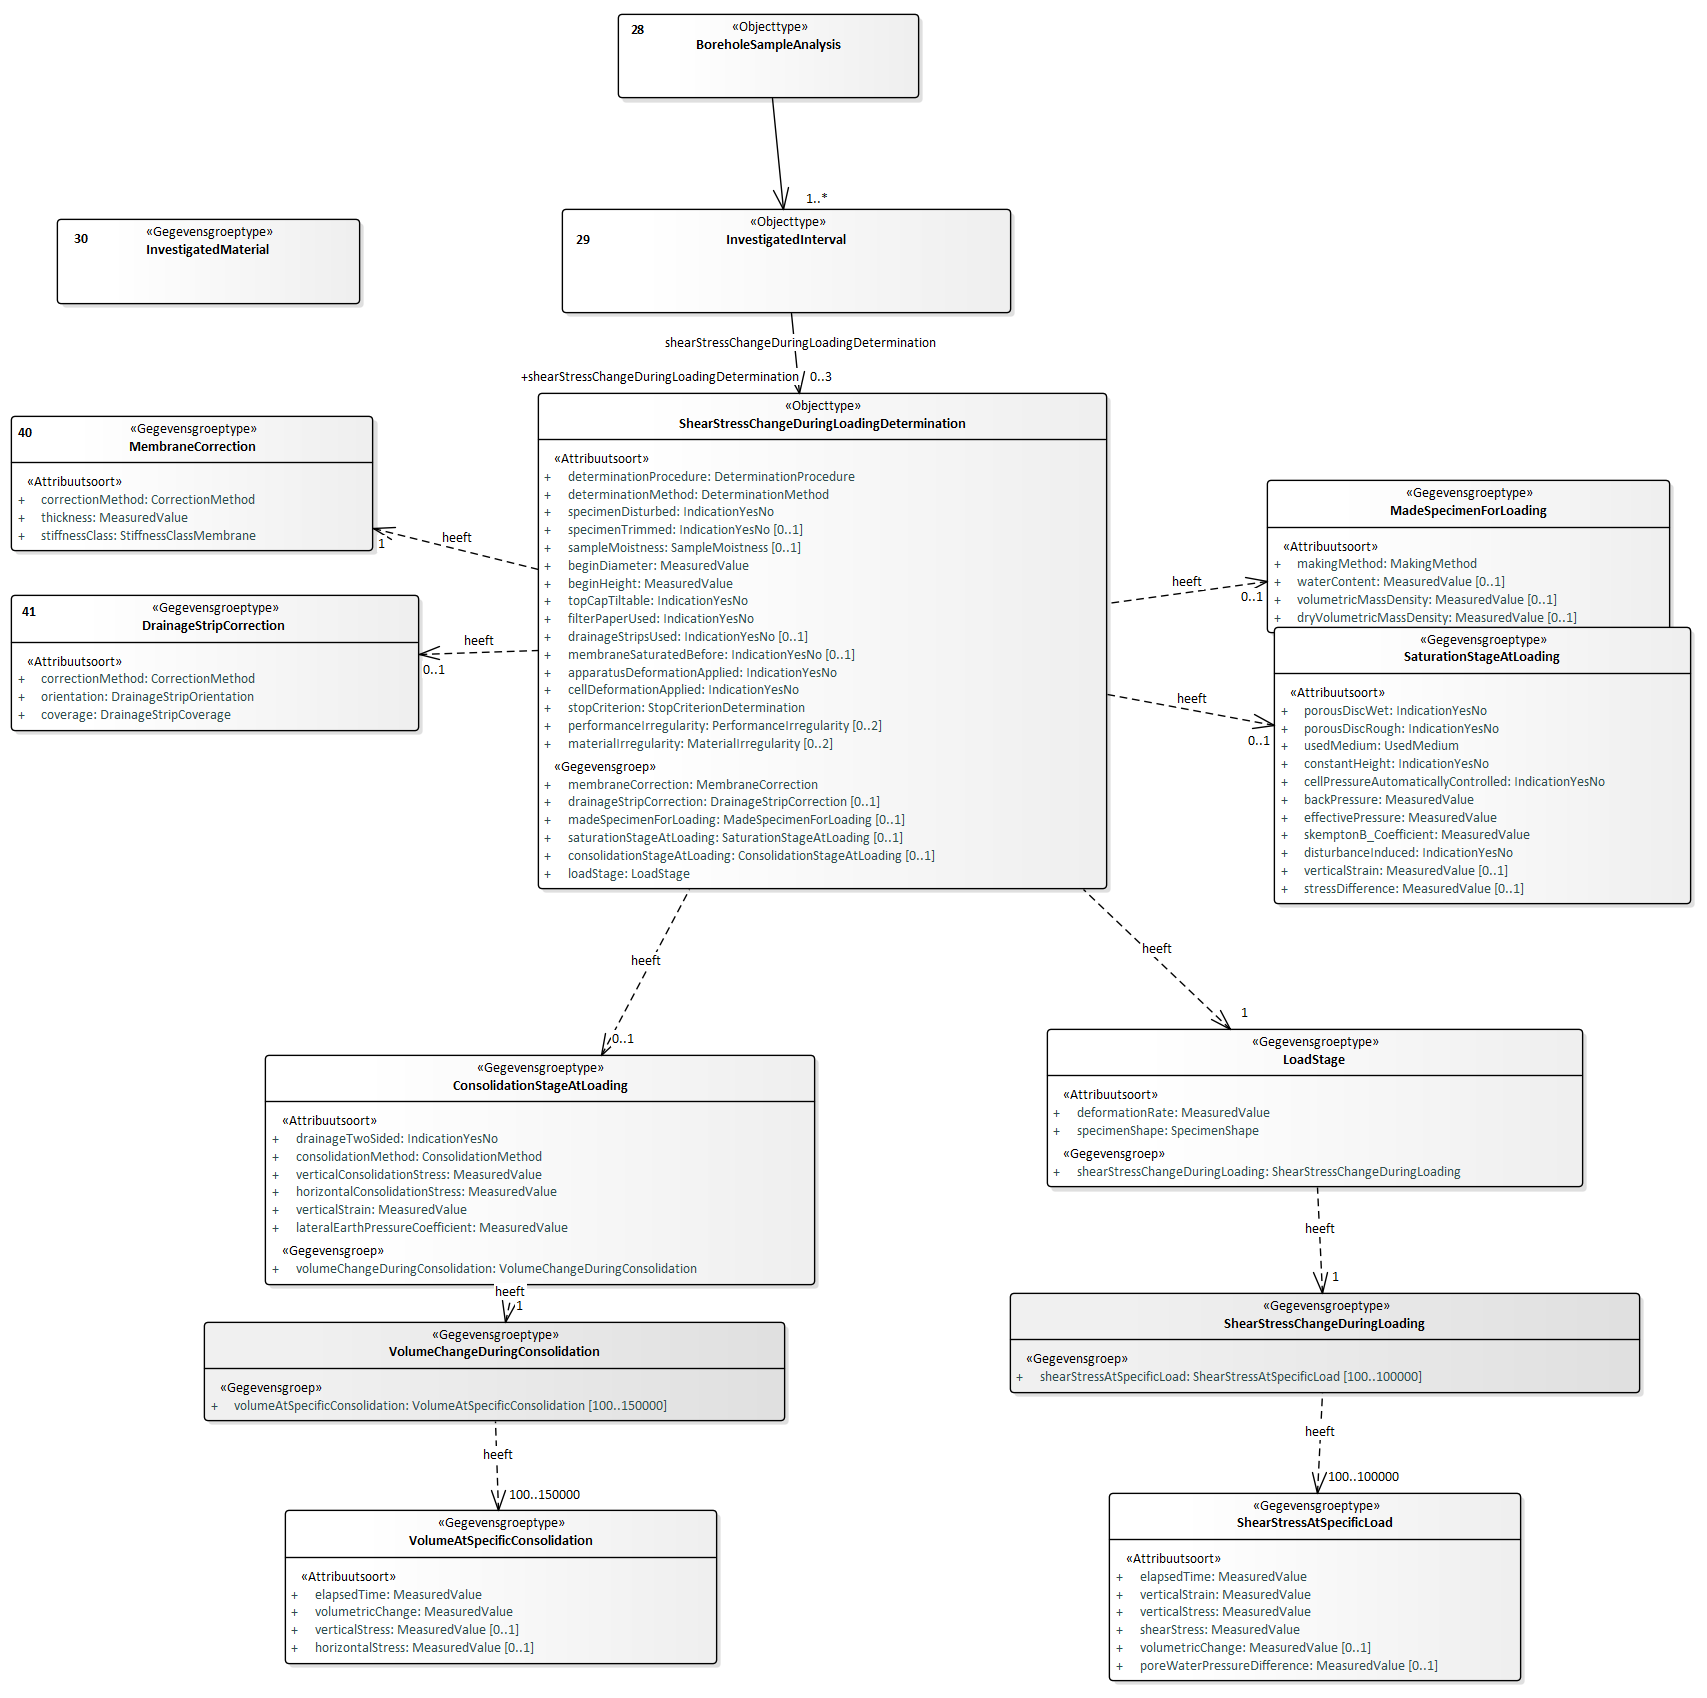 28
«Objecttype»
BoreholeSampleAnalysis
1..*
«Objecttype»
29
InvestigatedInterval
«Gegevensgroeptype»
30
InvestigatedMaterial
shearStressChangeDuringLoadingDetermination
+shearStressChangeDuringLoadingDetermination
0..3
«Objecttype»
ShearStressChangeDuringLoadingDetermination
«Attribuutsoort»
+ determinationProcedure: DeterminationProcedure
+ determinationMethod: DeterminationMethod
+ specimenDisturbed: IndicationYesNo
+ specimenTrimmed: IndicationYesNo [0..1]
+ sampleMoistness: SampleMoistness [0..1]
+ beginDiameter: MeasuredValue
+ beginHeight: MeasuredValue
+ topCapTiltable: IndicationYesNo
+ filterPaperUsed: IndicationYesNo
+ drainageStripsUsed: IndicationYesNo [0..1]
+ membraneSaturatedBefore: IndicationYesNo [0..1]
+ apparatusDeformationApplied: IndicationYesNo
+ cellDeformationApplied: IndicationYesNo
+ stopCriterion: StopCriterionDetermination
+ performanceIrregularity: PerformanceIrregularity [0..2]
+ materialIrregularity: MaterialIrregularity [0..2]
«Gegevensgroep»
+ membraneCorrection: MembraneCorrection
+ drainageStripCorrection: DrainageStripCorrection [0..1]
+ madeSpecimenForLoading: MadeSpecimenForLoading [0..1]
+ saturationStageAtLoading: SaturationStageAtLoading [0..1]
+ consolidationStageAtLoading: ConsolidationStageAtLoading [0..1]
+ loadStage: LoadStage
40
«Gegevensgroeptype»
MembraneCorrection
«Attribuutsoort»
+ correctionMethod: CorrectionMethod
+ thickness: MeasuredValue
+ stiffnessClass: StiffnessClassMembrane
heeft
1
41
«Gegevensgroeptype»
DrainageStripCorrection
«Attribuutsoort»
+ correctionMethod: CorrectionMethod
+ orientation: DrainageStripOrientation
+ coverage: DrainageStripCoverage
heeft
0..1
«Gegevensgroeptype»
MadeSpecimenForLoading
«Attribuutsoort»
+ makingMethod: MakingMethod
+ waterContent: MeasuredValue [0..1]
+ volumetricMassDensity: MeasuredValue [0..1]
+ dryVolumetricMassDensity: MeasuredValue [0..1]
heeft
0..1
«Gegevensgroeptype»
SaturationStageAtLoading
«Attribuutsoort»
+ porousDiscWet: IndicationYesNo
+ porousDiscRough: IndicationYesNo
+ usedMedium: UsedMedium
+ constantHeight: IndicationYesNo
+ cellPressureAutomaticallyControlled: IndicationYesNo
+ backPressure: MeasuredValue
+ effectivePressure: MeasuredValue
+ skemptonB_Coefficient: MeasuredValue
+ disturbanceInduced: IndicationYesNo
+ verticalStrain: MeasuredValue [0..1]
+ stressDifference: MeasuredValue [0..1]
heeft
0..1
heeft
0..1
«Gegevensgroeptype»
ConsolidationStageAtLoading
«Attribuutsoort»
+ drainageTwoSided: IndicationYesNo
+ consolidationMethod: ConsolidationMethod
+ verticalConsolidationStress: MeasuredValue
+ horizontalConsolidationStress: MeasuredValue
+ verticalStrain: MeasuredValue
+ lateralEarthPressureCoefficient: MeasuredValue
«Gegevensgroep»
+ volumeChangeDuringConsolidation: VolumeChangeDuringConsolidation
heeft
1
«Gegevensgroeptype»
VolumeChangeDuringConsolidation
«Gegevensgroep»
+ volumeAtSpecificConsolidation: VolumeAtSpecificConsolidation [100..150000]
heeft
100..150000
«Gegevensgroeptype»
VolumeAtSpecificConsolidation
«Attribuutsoort»
+ elapsedTime: MeasuredValue
+ volumetricChange: MeasuredValue
+ verticalStress: MeasuredValue [0..1]
+ horizontalStress: MeasuredValue [0..1]
heeft
1
«Gegevensgroeptype»
LoadStage
«Attribuutsoort»
+ deformationRate: MeasuredValue
+ specimenShape: SpecimenShape
«Gegevensgroep»
+ shearStressChangeDuringLoading: ShearStressChangeDuringLoading
heeft
1
«Gegevensgroeptype»
ShearStressChangeDuringLoading
«Gegevensgroep»
+ shearStressAtSpecificLoad: ShearStressAtSpecificLoad [100..100000]
heeft
100..100000
«Gegevensgroeptype»
ShearStressAtSpecificLoad
«Attribuutsoort»
+ elapsedTime: MeasuredValue
+ verticalStrain: MeasuredValue
+ verticalStress: MeasuredValue
+ shearStress: MeasuredValue
+ volumetricChange: MeasuredValue [0..1]
+ poreWaterPressureDifference: MeasuredValue [0..1]